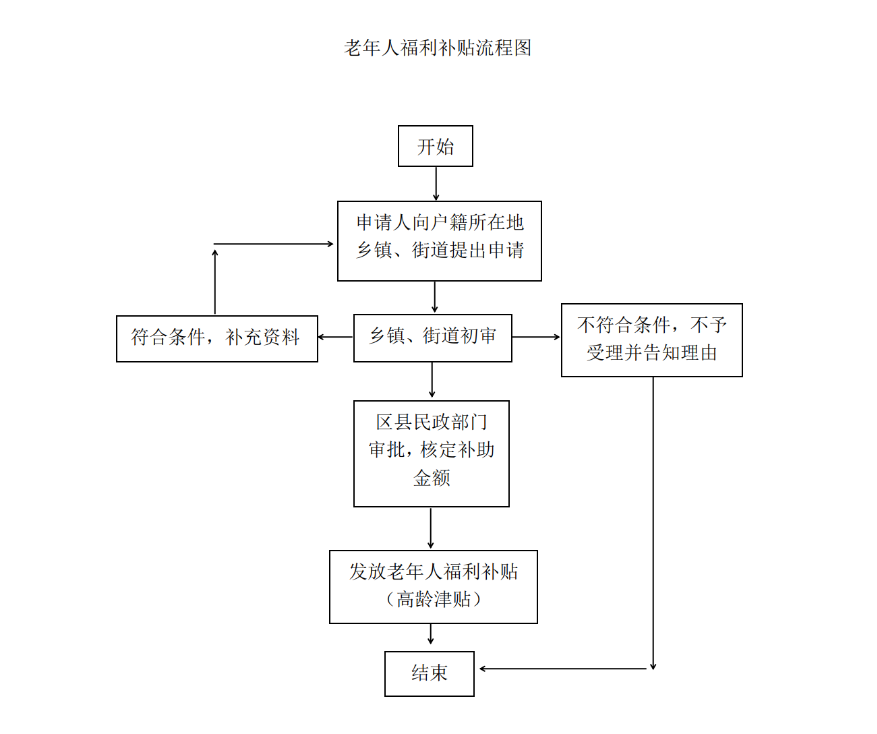 老年人福利补贴流程图
开始
申请人向户籍所在地
乡镇、街道提出申请
符合条件，补充资料
乡镇、街道初审
不符合条件，不予
受理并告知理由
区县民政部门
审批，核定补助
金额
发放老年人福利补贴
（高龄津贴）
结束